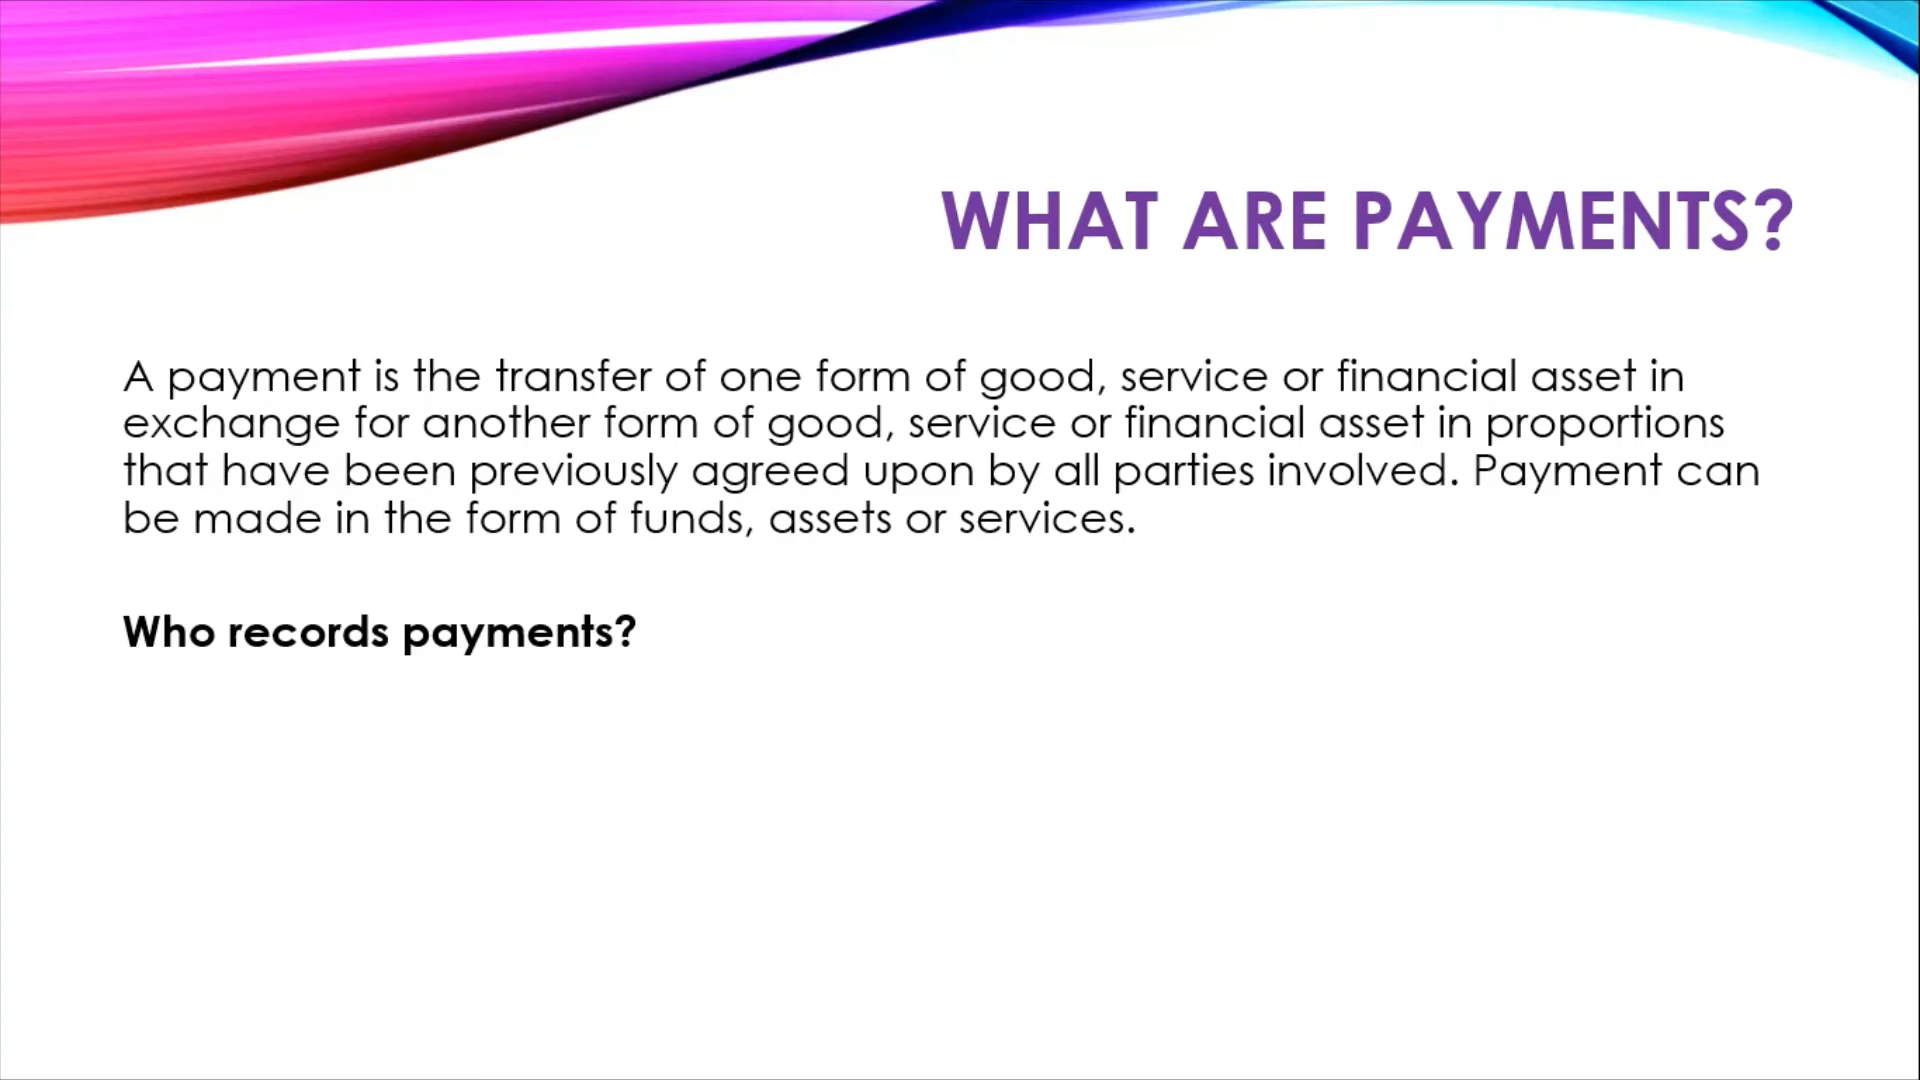 WHAT ARE PAYMENTS?
A payment is the transfer of one form of good, service or financial asset in
exchange for another form of good, service or financial asset in proportions
that have been previously agreed upon by all parties involved. Payment can
be made in the form of funds, assets or services.
Who records payments?